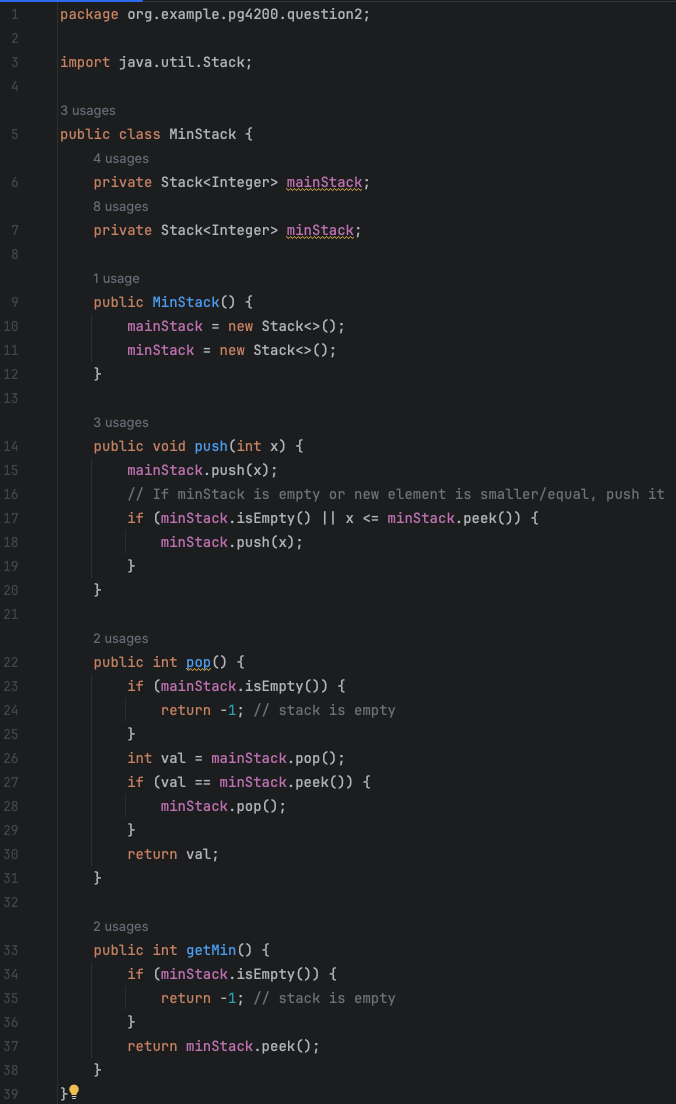 1 package org.example.pg4200.question2;
2
3 import java.util.Stack;
4
3 usages
5 public class MinStack {
4 usages
6     private Stack<Integer> mainStack;
8 usages
7     private Stack<Integer> minStack;
8
1 usage
9     public MinStack() {
10         mainStack = new Stack<>();
11         minStack = new Stack<>();
12     }
13
3 usages
14     public void push(int x) {
15         mainStack.push(x);
16         // If minStack is empty or new element is smaller/equal, push it
17         if (minStack.isEmpty() || x <= minStack.peek()) {
18             minStack.push(x);
19         }
20     }
21
2 usages
22     public int pop() {
23         if (mainStack.isEmpty()) {
24             return -1; // stack is empty
25         }
26         int val = mainStack.pop();
27         if (val == minStack.peek()) {
28             minStack.pop();
29         }
30         return val;
31     }
32
2 usages
33     public int getMin() {
34         if (minStack.isEmpty()) {
35             return -1; // stack is empty
36         }
37         return minStack.peek();
38     }
39 }